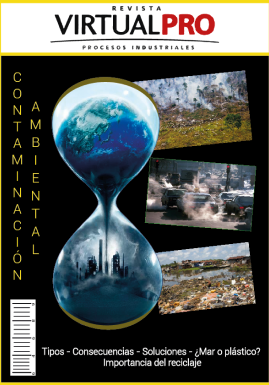 REVISTA
VIRTUALPRO
PROCESOS INDUSTRIALES
CONTAMINACIÓN
AMBIENTAL
Tipos - Consecuencias - Soluciones - ¿Mar o plástico?
Importancia del reciclaje